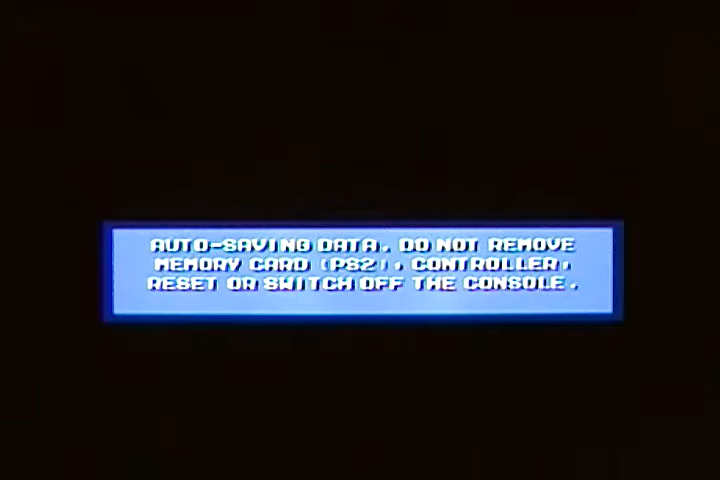 AUTO-SAVING DATA. DO NOT REMOVE
MEMORY CARD (PS2), CONTROLLER,
RESET OR SWITCH OFF THE CONSOLE.